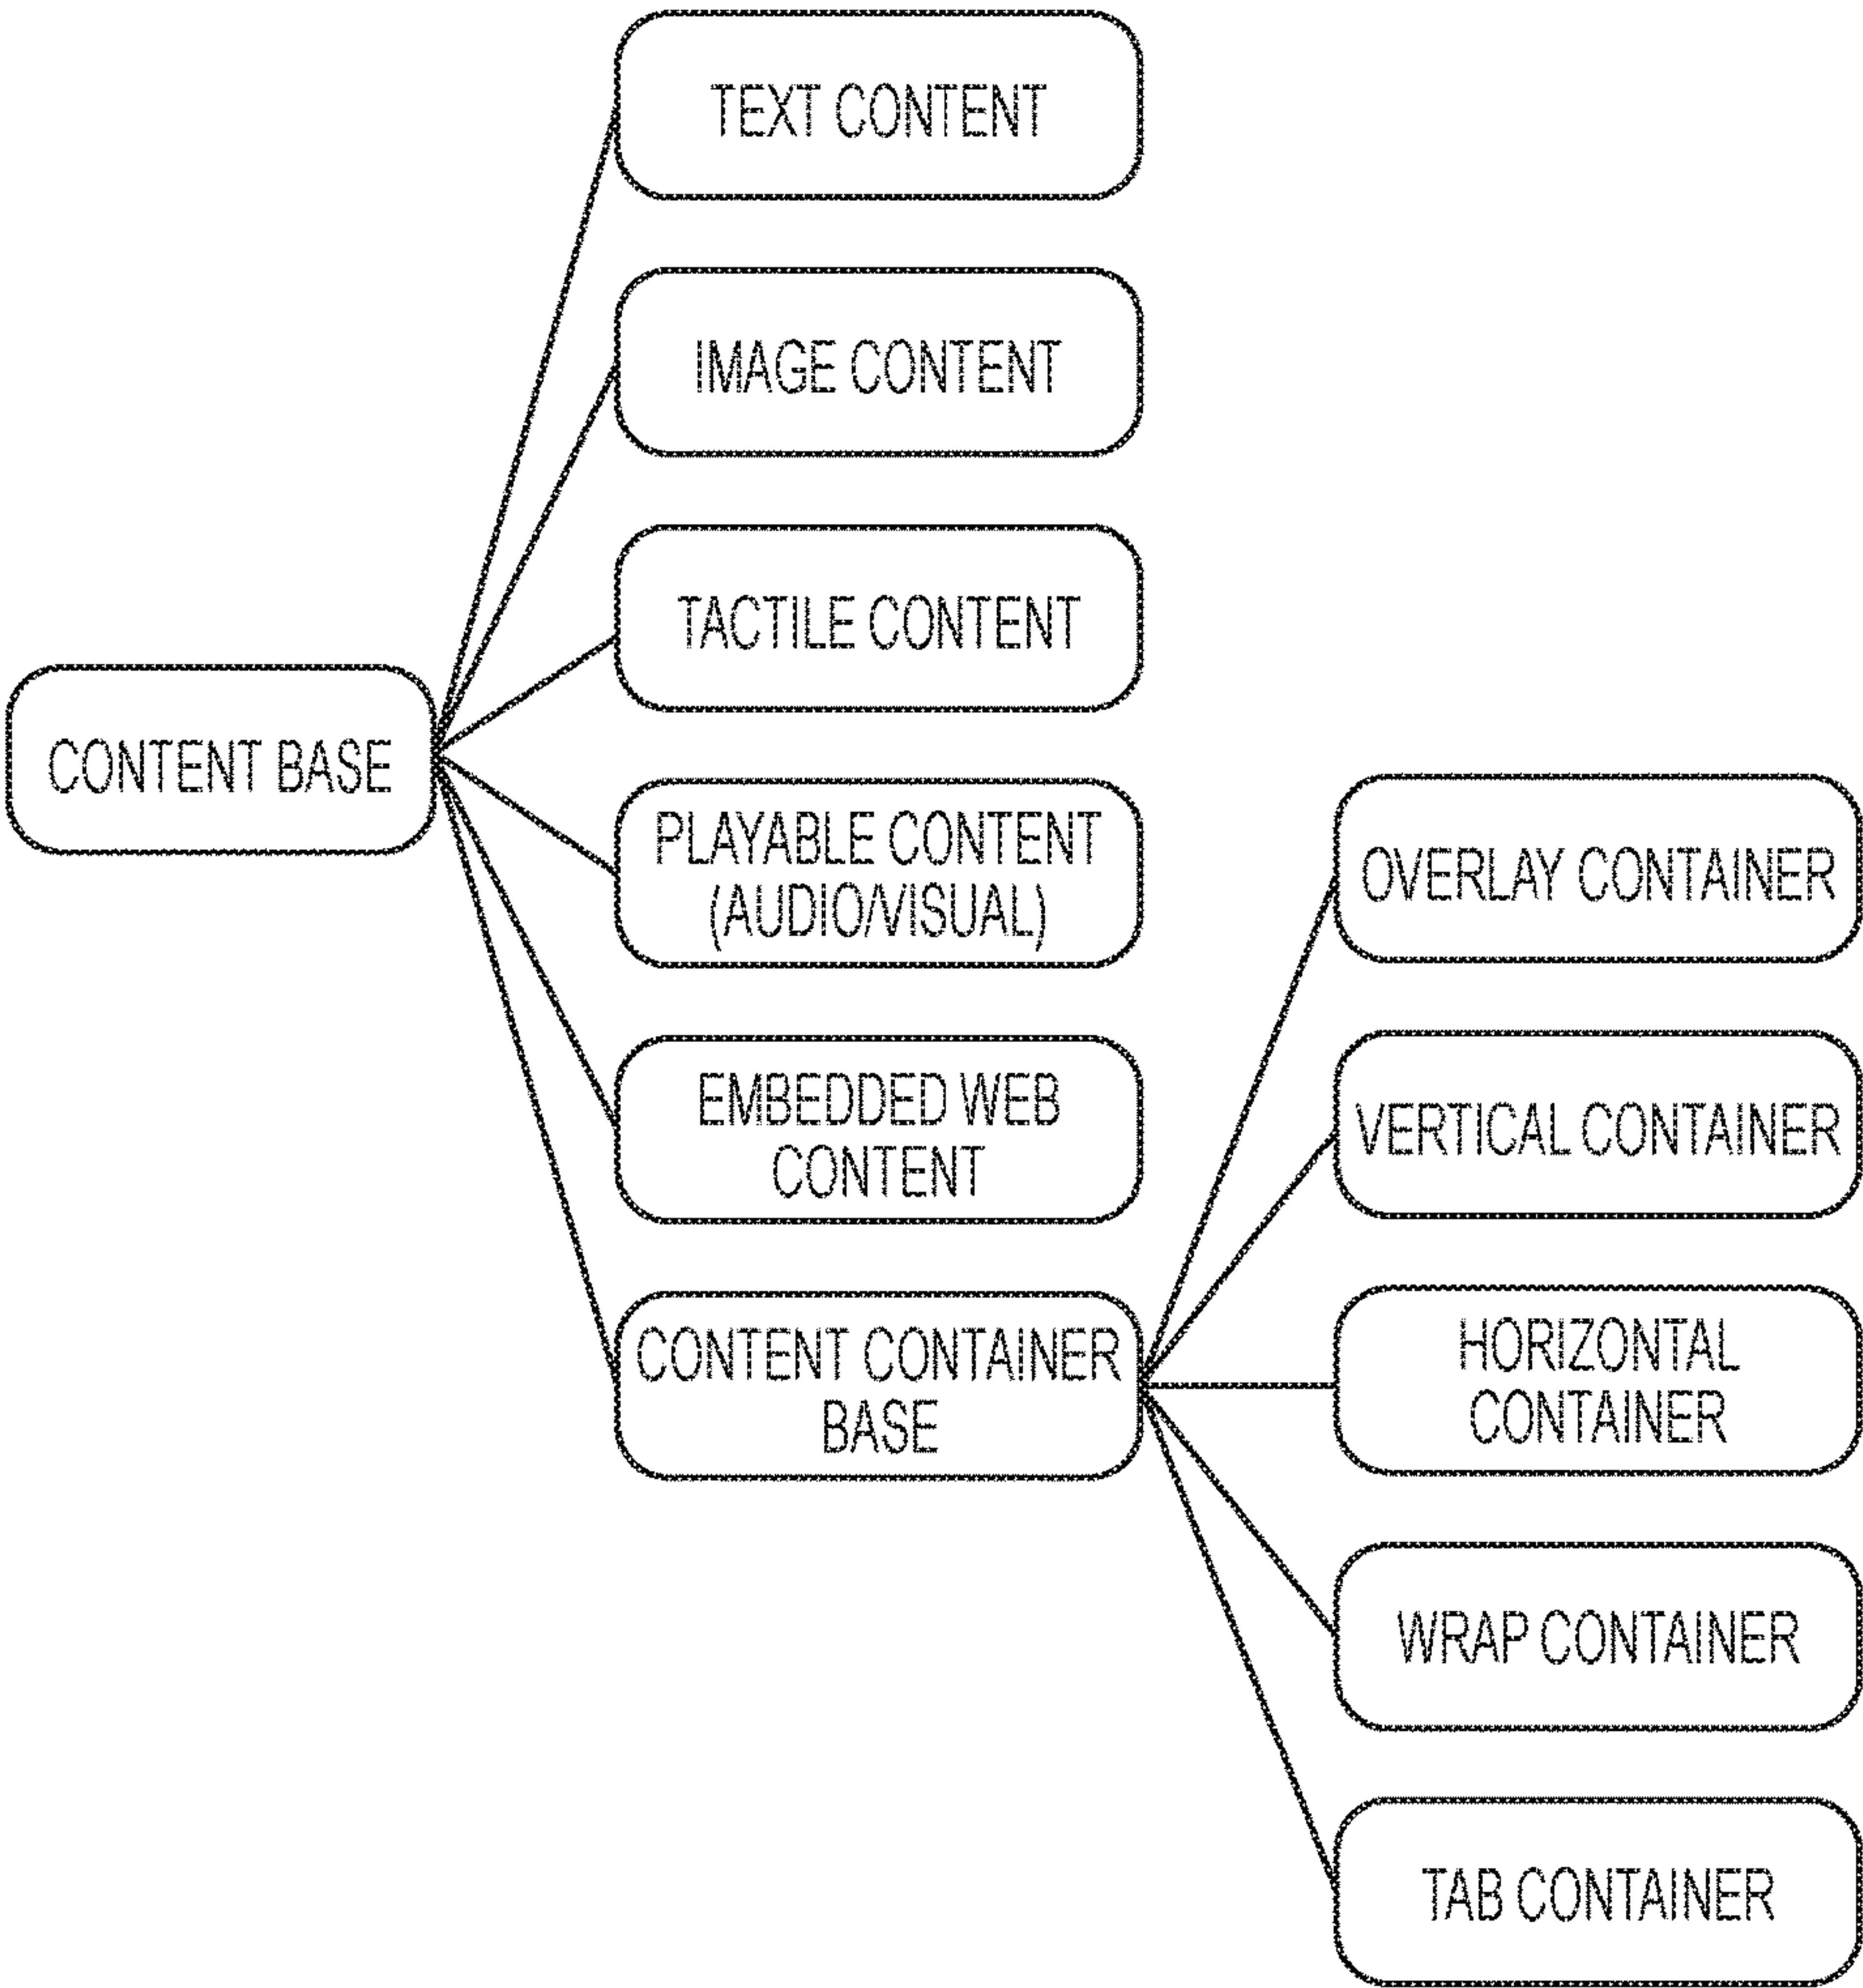 TEXT CONTENT
IMAGE CONTENT
TACTILE CONTENT
CONTENT BASE
PLAYABLE CONTENT
(AUDIO/VISUAL)
EMBEDDED WEB
CONTENT
CONTENT CONTAINER
BASE
OVERLAY CONTAINER
VERTICAL CONTAINER
HORIZONTAL
CONTAINER
WRAP CONTAINER
TAB CONTAINER